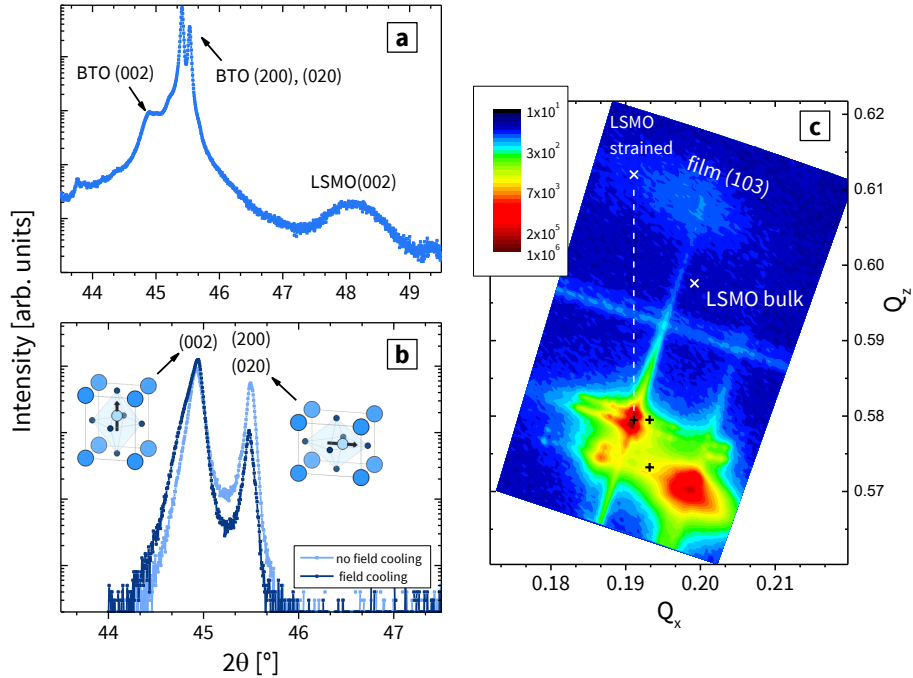 a
BTO (002)
BTO (200), (020)
LSMO(002)
44 45 46 47 48 49
Intensity [arb. units]
b
(002)
(200)
(020)
no field cooling
field cooling
44 45 46 47
2θ [°]
c
1x10¹
3x10²
7x10³
2x10⁵
1x10⁶
LSMO
strained
film (103)
LSMO bulk
0.62
0.61
0.60
0.59
0.58
0.57
Q_z
0.18 0.19 0.20 0.21
Q_x